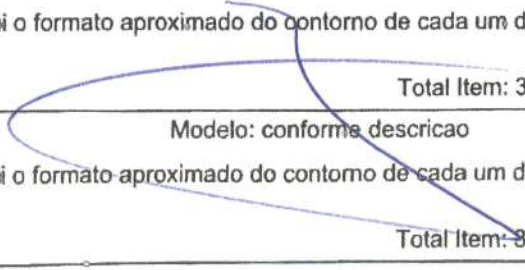 i o formato aproximado do contorno de cada um d
Total Item: 3
Modelo: conforme descricao
i o formato aproximado do contorno de cada um d
Total Item: 3